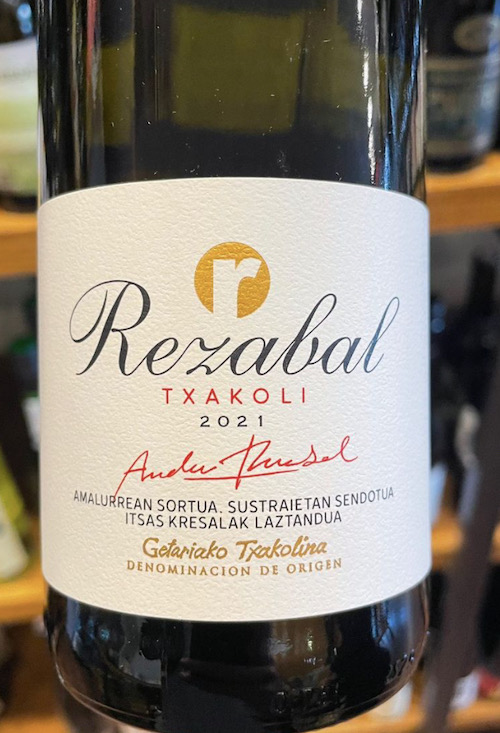 r
Rezabal
TXAKOLI
2021
AMALURREAN SORTUA. SUSTRAIETAN SENDOTUA
ITSAS KRESALAK LAZTANDUA
Getariako Txakolina
DENOMINACION DE ORIGEN